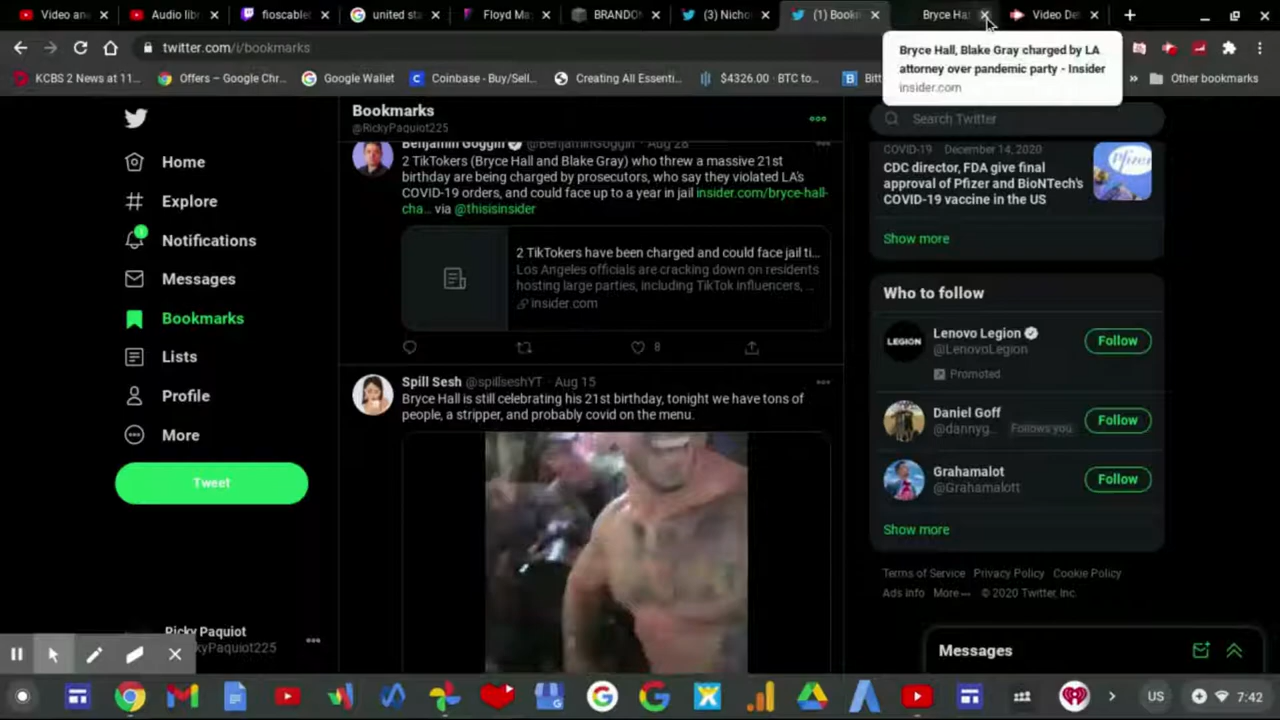 Video an
Audio lib
fioscable
united sta
Floyd Ma
BRANDO
(3) Nicho
(1) Book
Bryce Ha
Video De
twitter.com/i/bookmarks
Bryce Hall, Blake Gray charged by LA
attorney over pandemic party - Insider
insider.com
KCBS 2 News at 11...
Offers – Google Chr...
Google Wallet
Coinbase - Buy/Sell...
Creating All Essenti...
$4326.00 · BTC to...
Bitt
Other bookmarks
Home
Explore
1
Notifications
Messages
Bookmarks
Lists
Profile
More
Tweet
Ricky Paquiot
kyPaquiot225
Bookmarks
@RickyPaquiot225
Benjamin Goggin @BenjaminGoggin · Aug 28
2 TikTokers (Bryce Hall and Blake Gray) who threw a massive 21st
birthday are being charged by prosecutors, who say they violated LA's
COVID-19 orders, and could face up to a year in jail insider.com/bryce-hall-
cha... via @thisisinsider
2 TikTokers have been charged and could face jail ti...
Los Angeles officials are cracking down on residents
hosting large parties, including TikTok influencers, ...
insider.com
8
Spill Sesh @spillseshYT · Aug 15
Bryce Hall is still celebrating his 21st birthday, tonight we have tons of
people, a stripper, and probably covid on the menu.
Search Twitter
COVID-19 · December 14, 2020
CDC director, FDA give final
approval of Pfizer and BioNTech's
COVID-19 vaccine in the US
Pfizer
Show more
Who to follow
LEGION
Lenovo Legion
@LenovoLegion
Promoted
Follow
Daniel Goff
@dannyg... Follows you
Follow
Grahamalot
@Grahamalott
Follow
Show more
Terms of Service Privacy Policy Cookie Policy
Ads info More © 2020 Twitter, Inc.
Messages
US
7:42